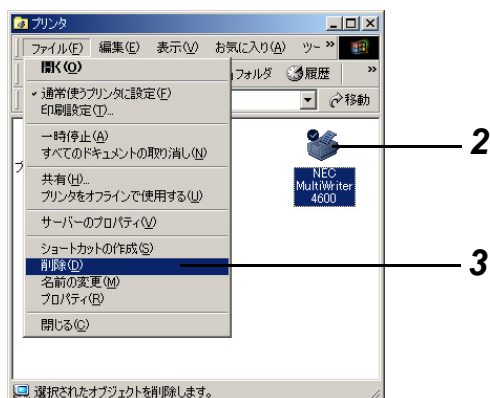 プリンタ
ファイル(F) 編集(E) 表示(V) お気に入り(A) ツー »
フォルダ 履歴 »
移動
開く(O)
通常使うプリンタに設定(F)
印刷設定(T)...
一時停止(A)
すべてのドキュメントの取り消し(N)
共有(H)...
プリンタをオフラインで使用する(U)
サーバーのプロパティ(V)
ショートカットの作成(S)
削除(D)
名前の変更(M)
プロパティ(R)
閉じる(C)
NEC
MultiWriter
4600
2
3
選択されたオブジェクトを削除します。